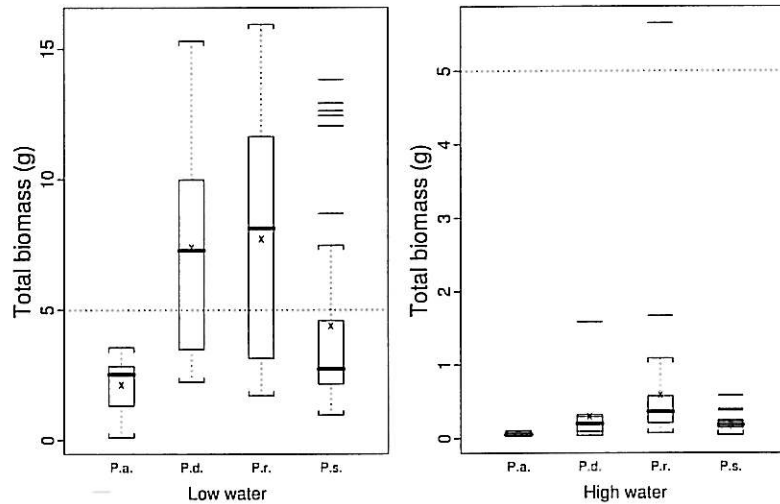 Total biomass (g)
15
10
5
0
P.a. P.d. P.r. P.s.
Low water
Total biomass (g)
5
4
3
2
1
0
P.a. P.d. P.r. P.s.
High water